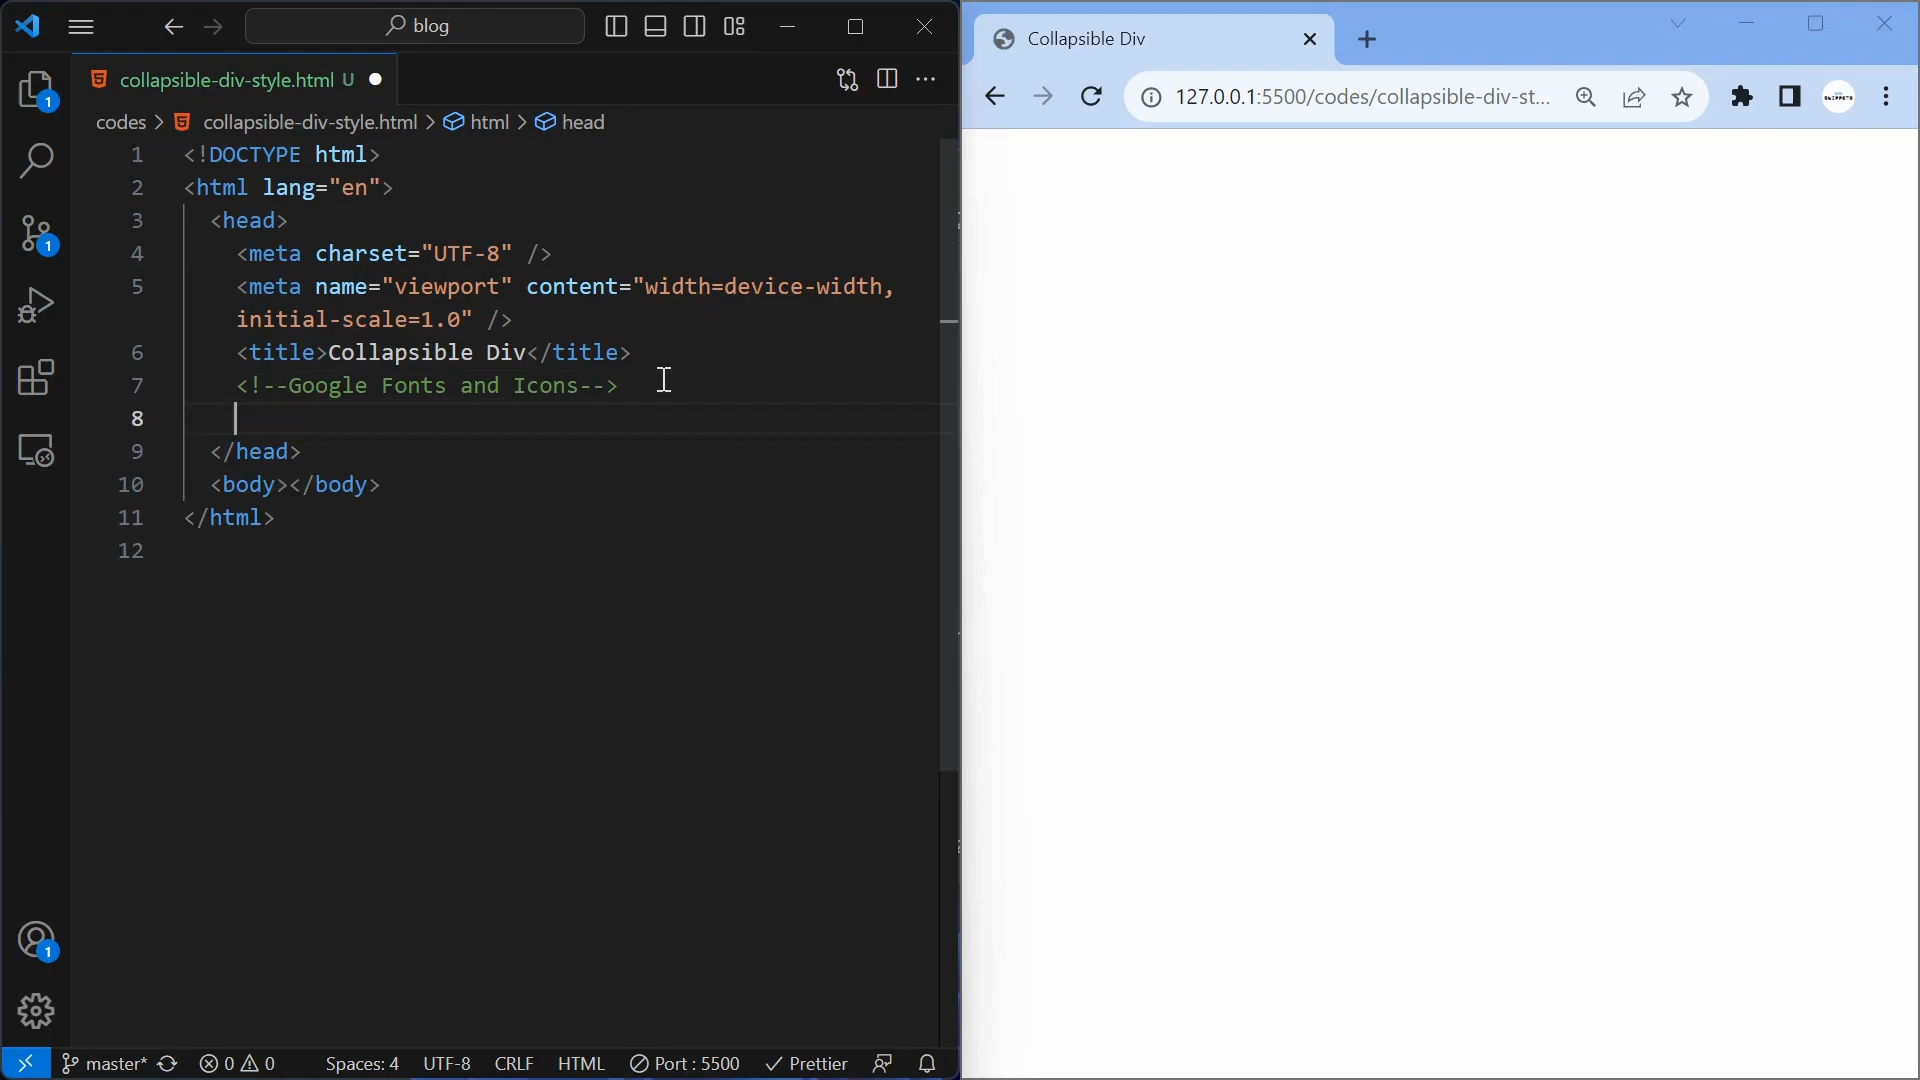 blog
collapsible-div-style.html U
codes > collapsible-div-style.html > html > head
1 <!DOCTYPE html>
2 <html lang="en">
3 <head>
4 <meta charset="UTF-8" />
5 <meta name="viewport" content="width=device-width,
initial-scale=1.0" />
6 <title>Collapsible Div</title>
7 <!--Google Fonts and Icons-->
8
9 </head>
10 <body></body>
11 </html>
12
1
1
1
master* 0 0 Spaces: 4 UTF-8 CRLF HTML Port : 5500 Prettier
Collapsible Div
127.0.0.1:5500/codes/collapsible-div-st...